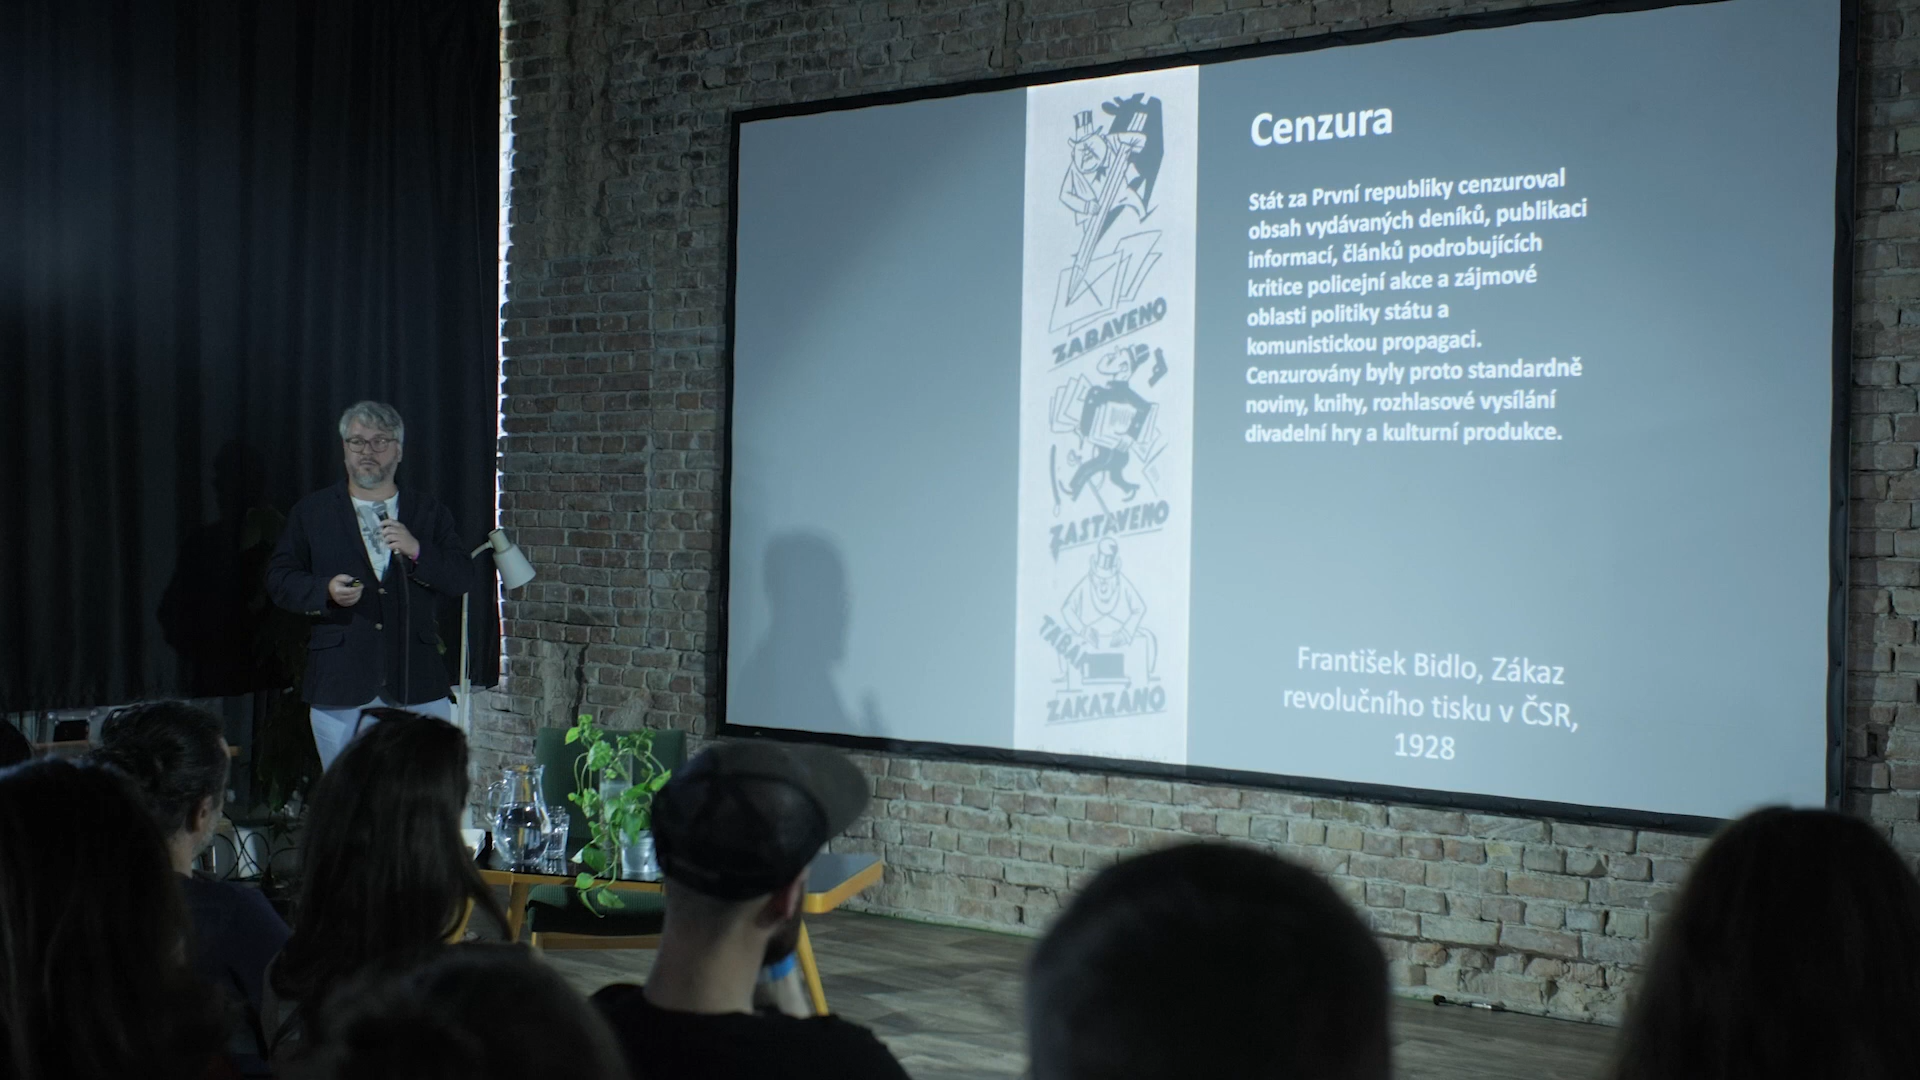 ZABAVENO
ZASTAVENO
ZAKÁZÁNO
Cenzura
Stát za První republiky cenzuroval
obsah vydávaných deníků, publikaci
informací, článků podrobujících
kritice policejní akce a zájmové
oblasti politiky státu a
komunistickou propagaci.
Cenzurovány byly proto standardně
noviny, knihy, rozhlasové vysílání
divadelní hry a kulturní produkce.
František Bidlo, Zákaz
revolučního tisku v ČSR,
1928